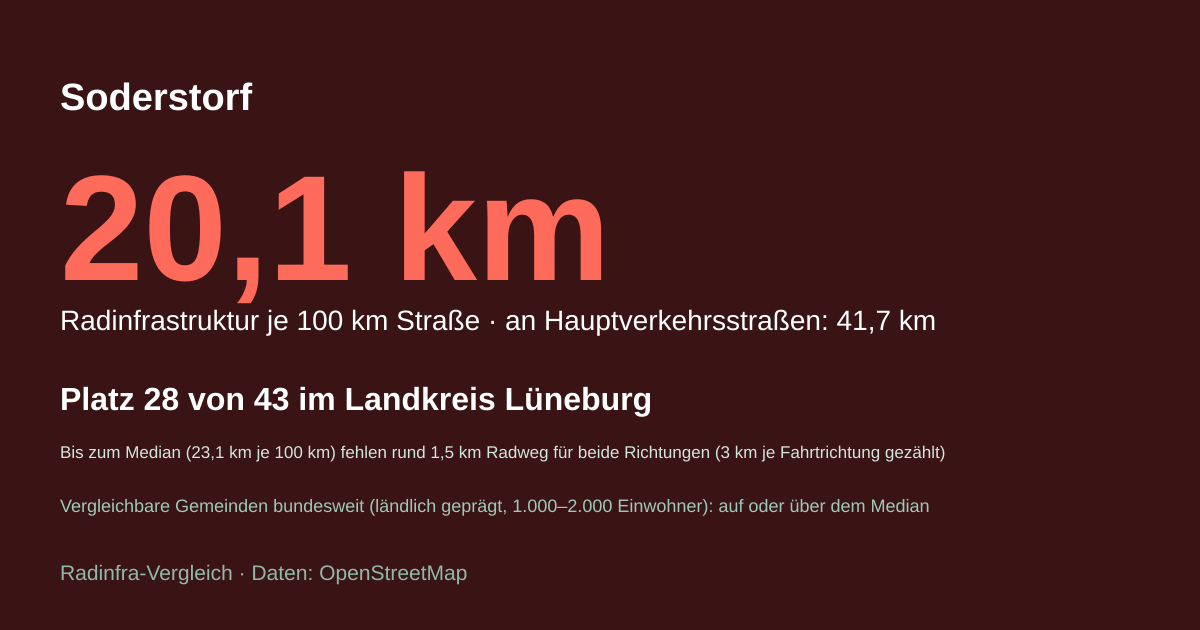 Soderstorf
20,1 km
Radinfrastruktur je 100 km Straße · an Hauptverkehrsstraßen: 41,7 km
Platz 28 von 43 im Landkreis Lüneburg
Bis zum Median (23,1 km je 100 km) fehlen rund 1,5 km Radweg für beide Richtungen (3 km je Fahrtrichtung gezählt)
Vergleichbare Gemeinden bundesweit (ländlich geprägt, 1.000–2.000 Einwohner): auf oder über dem Median
Radinfra-Vergleich · Daten: OpenStreetMap